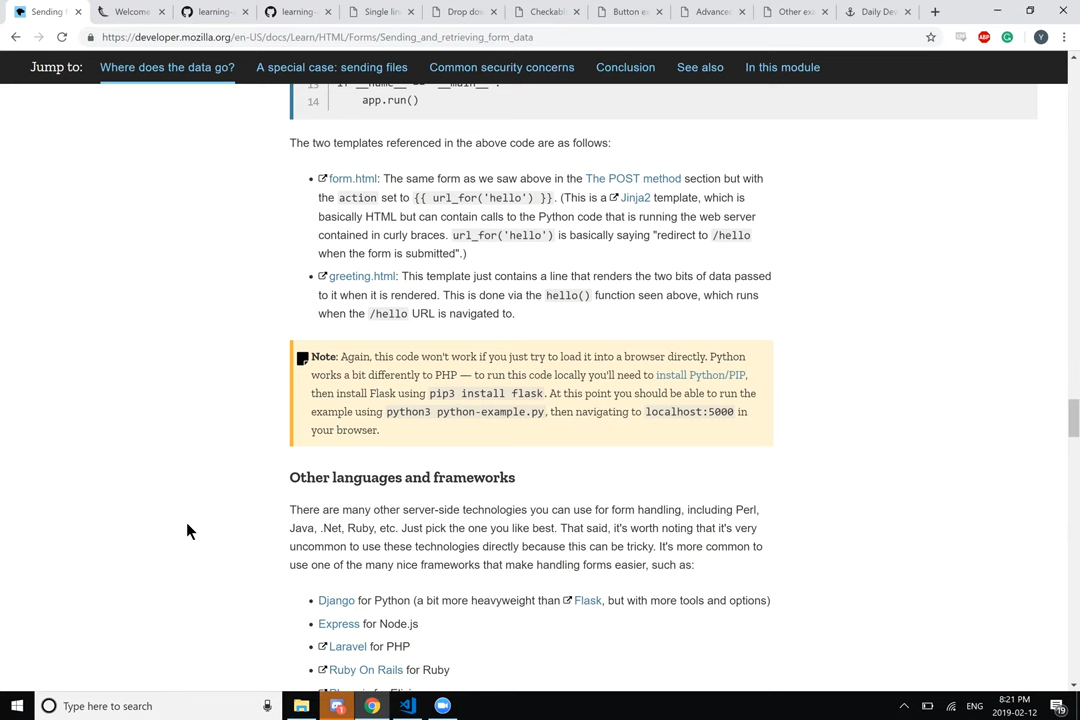 Sending f
Welcome
learning-a
learning-
Single lin
Drop dow
Checkabl
Button ex
Advanced
Other exa
Daily Dev
https://developer.mozilla.org/en-US/docs/Learn/HTML/Forms/Sending_and_retrieving_form_data
ABP
Y
Jump to: Where does the data go? A special case: sending files Common security concerns Conclusion See also In this module
13 if __name__ == "__main__":
14 app.run()
The two templates referenced in the above code are as follows:
• form.html: The same form as we saw above in the The POST method section but with
the action set to {{ url_for('hello') }}. (This is a Jinja2 template, which is
basically HTML but can contain calls to the Python code that is running the web server
contained in curly braces. url_for('hello') is basically saying "redirect to /hello
when the form is submitted".)
• greeting.html: This template just contains a line that renders the two bits of data passed
to it when it is rendered. This is done via the hello() function seen above, which runs
when the /hello URL is navigated to.
Note: Again, this code won't work if you just try to load it into a browser directly. Python
works a bit differently to PHP — to run this code locally you'll need to install Python/PIP,
then install Flask using pip3 install flask. At this point you should be able to run the
example using python3 python-example.py, then navigating to localhost:5000 in
your browser.
Other languages and frameworks
There are many other server-side technologies you can use for form handling, including Perl,
Java, .Net, Ruby, etc. Just pick the one you like best. That said, it's worth noting that it's very
uncommon to use these technologies directly because this can be tricky. It's more common to
use one of the many nice frameworks that make handling forms easier, such as:
• Django for Python (a bit more heavyweight than Flask, but with more tools and options)
• Express for Node.js
• Laravel for PHP
• Ruby On Rails for Ruby
Type here to search
ENG
8:21 PM
2019-02-12
19